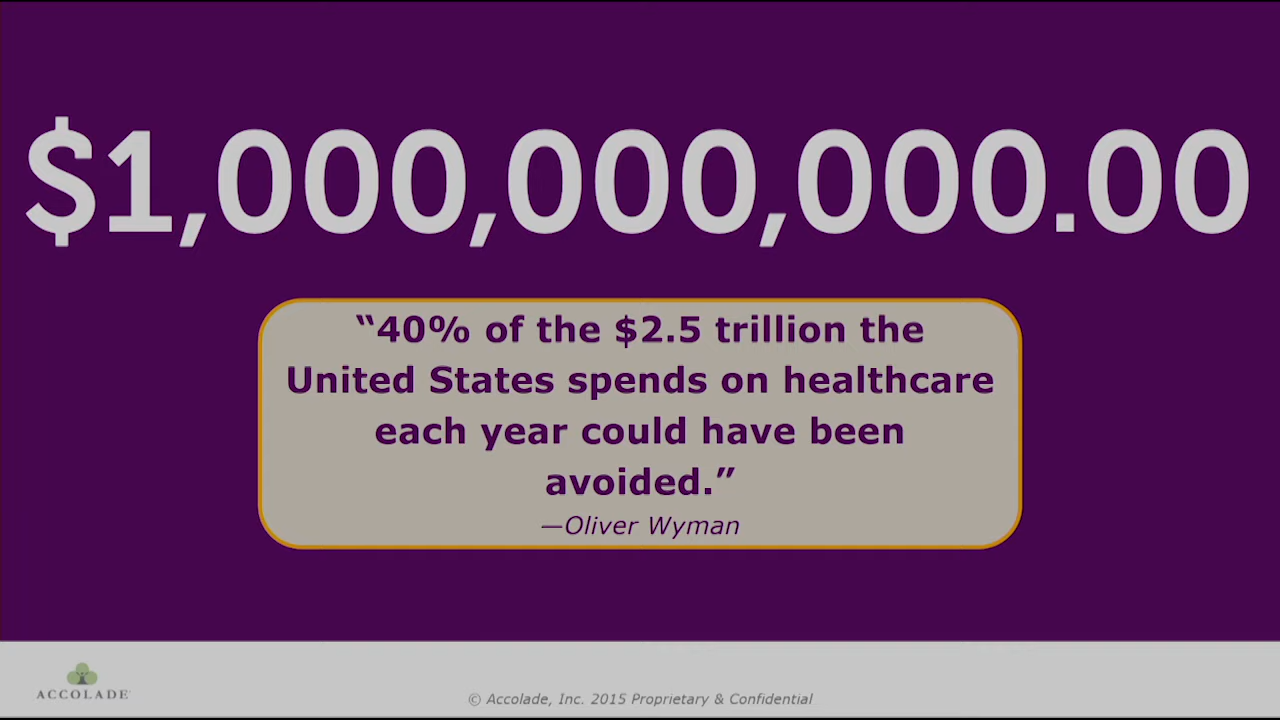 $1,000,000,000.00
“40% of the $2.5 trillion the
United States spends on healthcare
each year could have been
avoided.”
—Oliver Wyman
ACCOLADE
© Accolade, Inc. 2015 Proprietary & Confidential